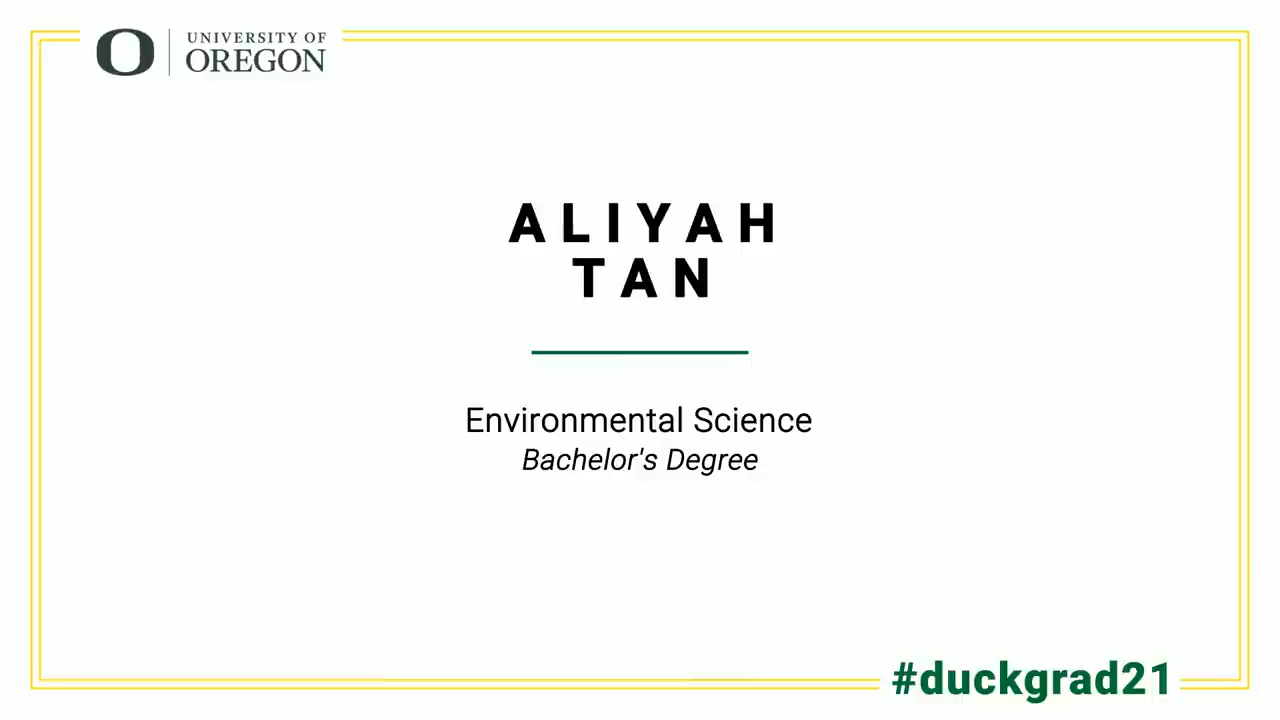 UNIVERSITY OF
OREGON
ALIYAH
TAN
Environmental Science
Bachelor's Degree
#duckgrad21